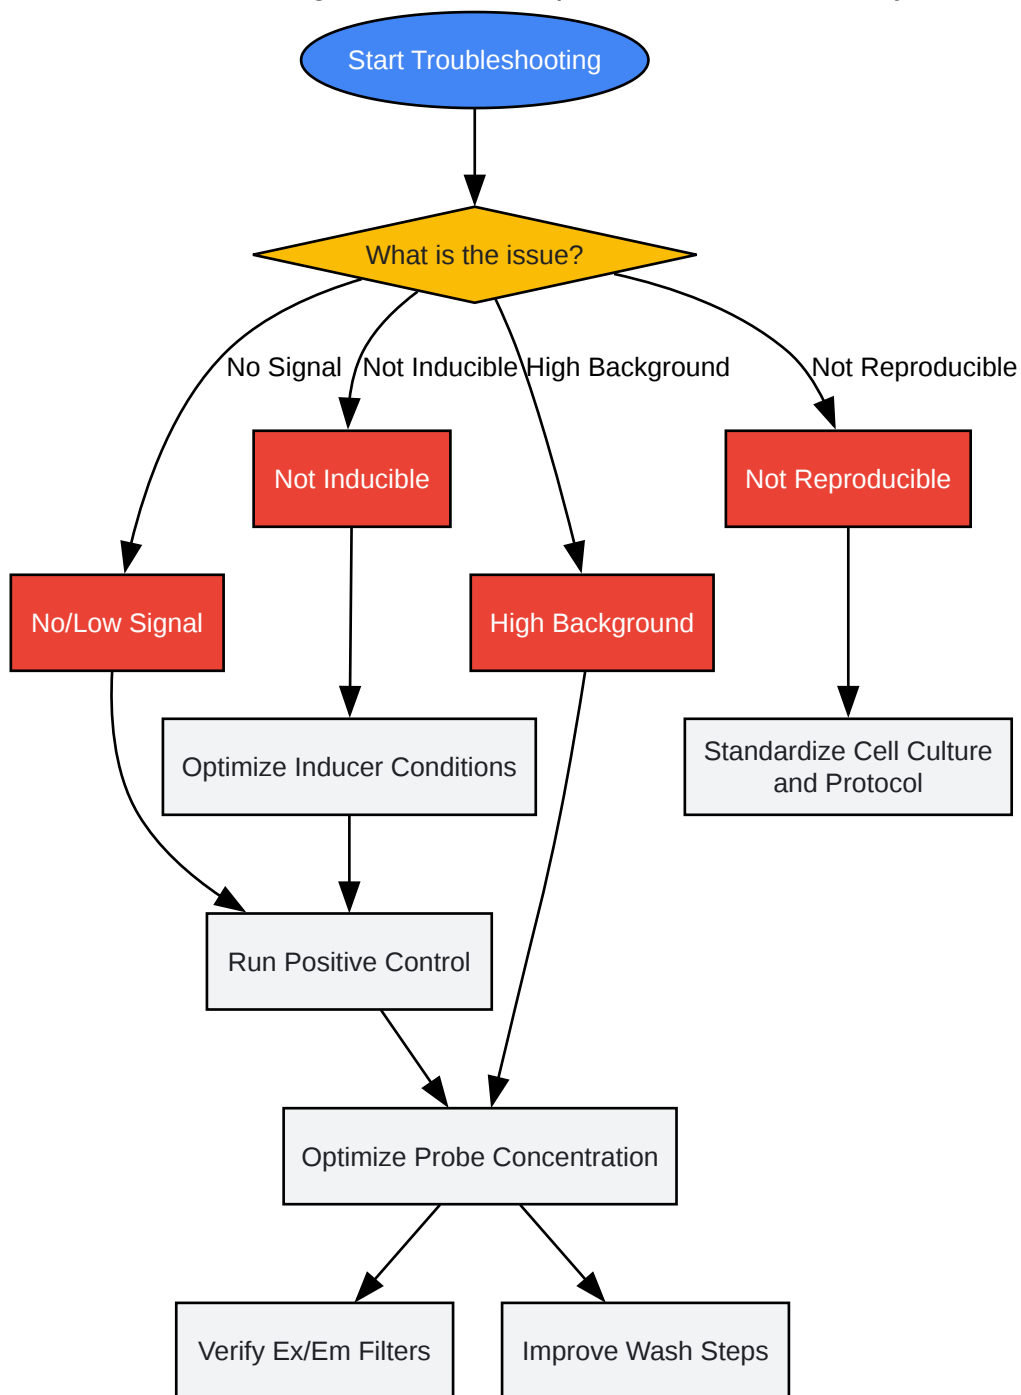 Start Troubleshooting
What is the issue?
No Signal
Not Inducible
High Background
Not Reproducible
Not Inducible
Not Reproducible
No/Low Signal
High Background
Optimize Inducer Conditions
Standardize Cell Culture
and Protocol
Run Positive Control
Optimize Probe Concentration
Verify Ex/Em Filters
Improve Wash Steps